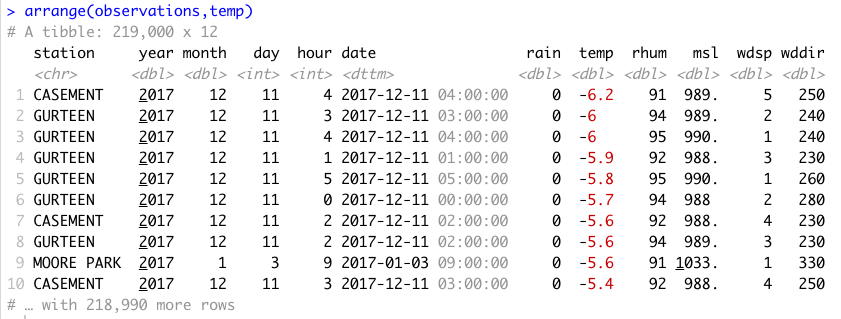 > arrange(observations,temp)
# A tibble: 219,000 x 12
   station     year month   day  hour date                 rain  temp  rhum   msl  wdsp wddir
   <chr>      <dbl> <dbl> <int> <int> <dttm>              <dbl> <dbl> <dbl> <dbl> <dbl> <dbl>
 1 CASEMENT    2017    12    11     4 2017-12-11 04:00:00     0  -6.2    91  989.     5   250
 2 GURTEEN     2017    12    11     3 2017-12-11 03:00:00     0  -6      94  989.     2   240
 3 GURTEEN     2017    12    11     4 2017-12-11 04:00:00     0  -6      95  990.     1   240
 4 GURTEEN     2017    12    11     1 2017-12-11 01:00:00     0  -5.9    92  988.     3   230
 5 GURTEEN     2017    12    11     5 2017-12-11 05:00:00     0  -5.8    95  990.     1   260
 6 GURTEEN     2017    12    11     0 2017-12-11 00:00:00     0  -5.7    94  988      2   280
 7 CASEMENT    2017    12    11     2 2017-12-11 02:00:00     0  -5.6    92  988.     4   230
 8 GURTEEN     2017    12    11     2 2017-12-11 02:00:00     0  -5.6    94  989.     3   230
 9 MOORE PARK  2017     1     3     9 2017-01-03 09:00:00     0  -5.6    91 1033.     1   330
10 CASEMENT    2017    12    11     3 2017-12-11 03:00:00     0  -5.4    92  988.     4   250
# … with 218,990 more rows